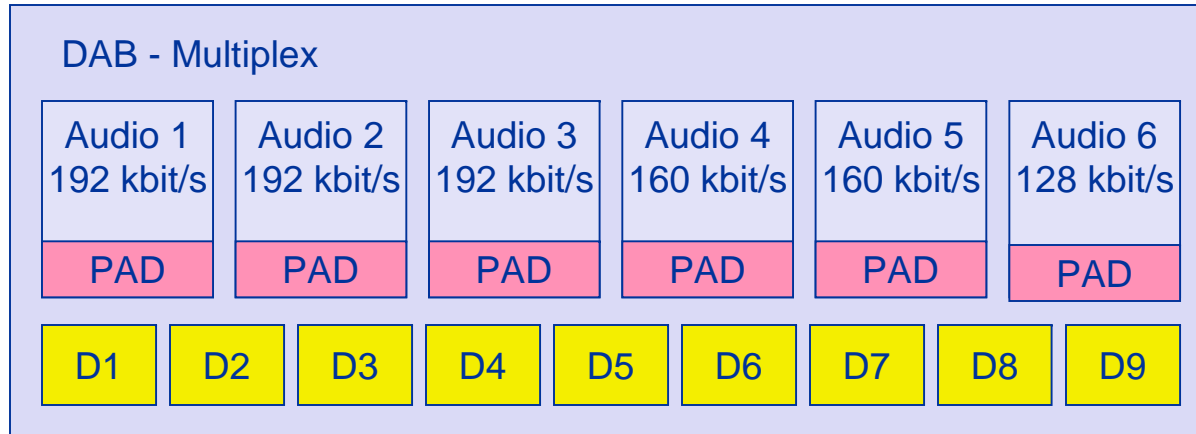 DAB - Multiplex
Audio 1
192 kbit/s
PAD
Audio 2
192 kbit/s
PAD
Audio 3
192 kbit/s
PAD
Audio 4
160 kbit/s
PAD
Audio 5
160 kbit/s
PAD
Audio 6
128 kbit/s
PAD
D1
D2
D3
D4
D5
D6
D7
D8
D9